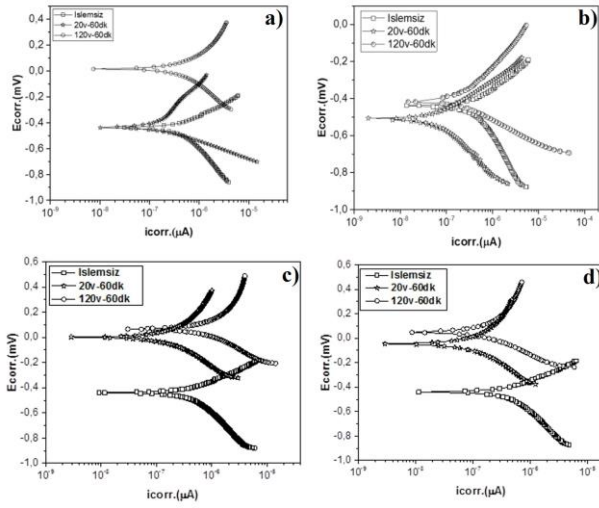 a)
Islemsiz
20v-60dk
120v-60dk
Ecorr.(mV)
0,4
0,2
0,0
-0,2
-0,4
-0,6
-0,8
-1,0
10⁻⁹ 10⁻⁸ 10⁻⁷ 10⁻⁶ 10⁻⁵
icorr.(µA)
b)
Islemsiz
20v-60dk
120v-60dk
Ecorr.(mV)
0,0
-0,2
-0,4
-0,6
-0,8
-1,0
10⁻⁹ 10⁻⁸ 10⁻⁷ 10⁻⁶ 10⁻⁵ 10⁻⁴
icorr.(µA)
c)
Islemsiz
20v-60dk
120v-60dk
Ecorr.(mV)
0,6
0,4
0,2
0,0
-0,2
-0,4
-0,6
-0,8
-1,0
10⁻⁹ 10⁻⁸ 10⁻⁷ 10⁻⁶ 10⁻⁵
icorr.(µA)
d)
Islemsiz
20v-60dk
120v-60dk
Ecorr.(mV)
0,6
0,4
0,2
0,0
-0,2
-0,4
-0,6
-0,8
-1,0
10⁻⁹ 10⁻⁸ 10⁻⁷ 10⁻⁶ 10⁻⁵
icorr.(µA)